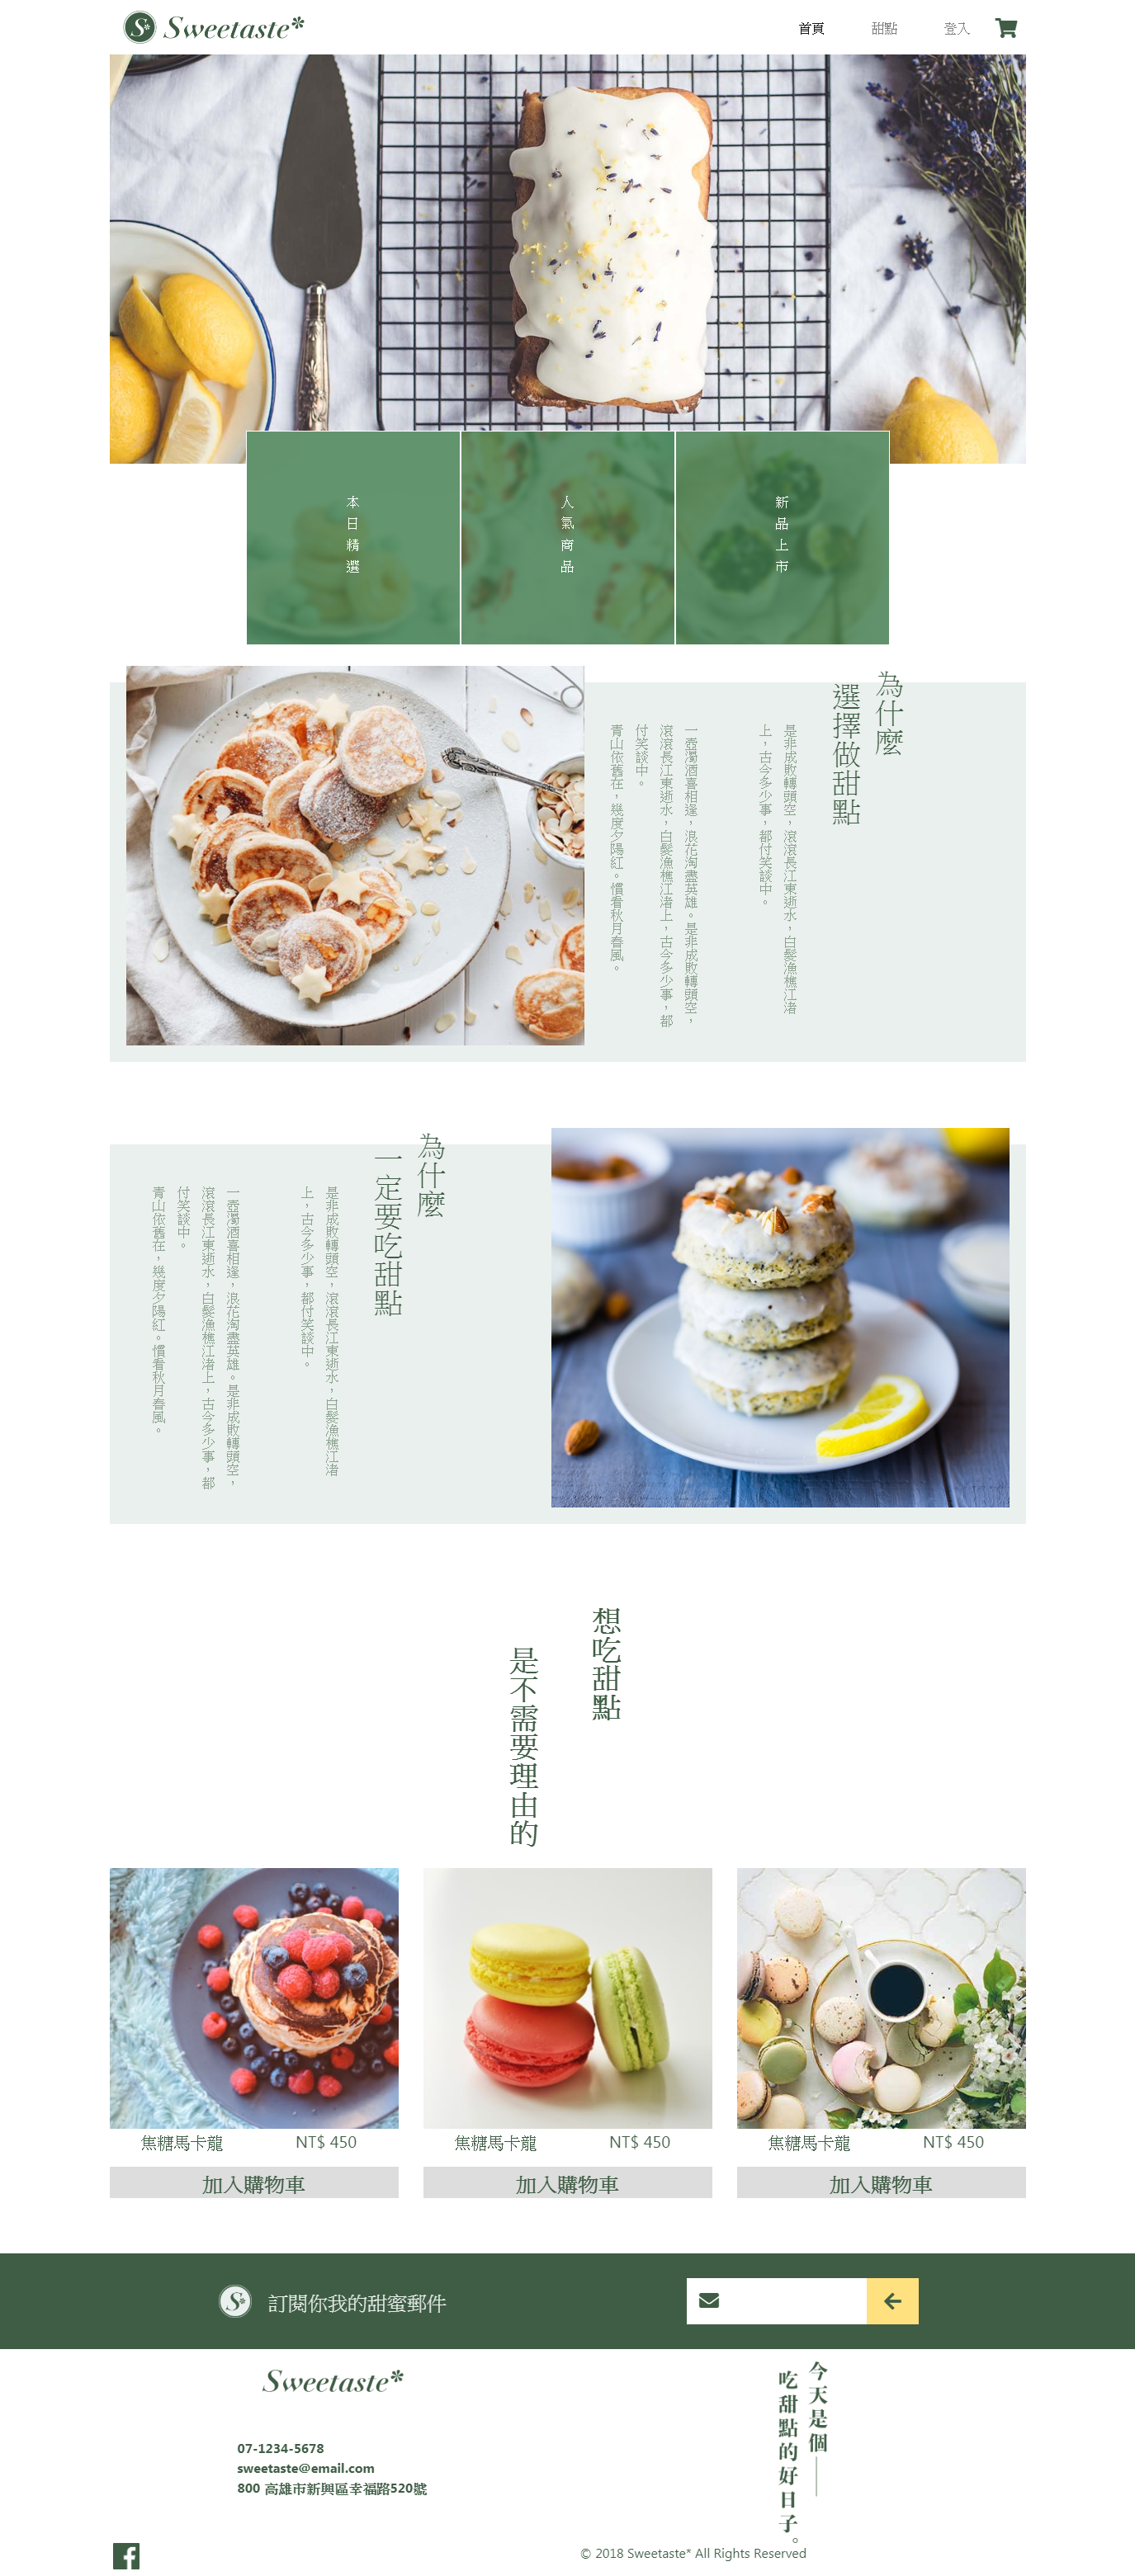 S* Sweetaste*
首頁
甜點
登入
本日精選
人氣商品
新品上市
為什麼
選擇做甜點
是非成敗轉頭空，滾滾長江東逝水，白髮漁樵江渚
上，古今多少事，都付笑談中。
一壺濁酒喜相逢，浪花淘盡英雄。是非成敗轉頭空，
滾滾長江東逝水，白髮漁樵江渚上，古今多少事，都
付笑談中。
青山依舊在，幾度夕陽紅。慣看秋月春風。
為什麼
一定要吃甜點
是非成敗轉頭空，滾滾長江東逝水，白髮漁樵江渚
上，古今多少事，都付笑談中。
一壺濁酒喜相逢，浪花淘盡英雄。是非成敗轉頭空，
滾滾長江東逝水，白髮漁樵江渚上，古今多少事，都
付笑談中。
青山依舊在，幾度夕陽紅。慣看秋月春風。
想吃甜點
是不需要理由的
焦糖馬卡龍 NT$ 450
加入購物車
焦糖馬卡龍 NT$ 450
加入購物車
焦糖馬卡龍 NT$ 450
加入購物車
S* 訂閱你我的甜蜜郵件
Sweetaste*
07-1234-5678
sweetaste@email.com
800 高雄市新興區幸福路520號
今天是個——
吃甜點的好日子。
© 2018 Sweetaste* All Rights Reserved